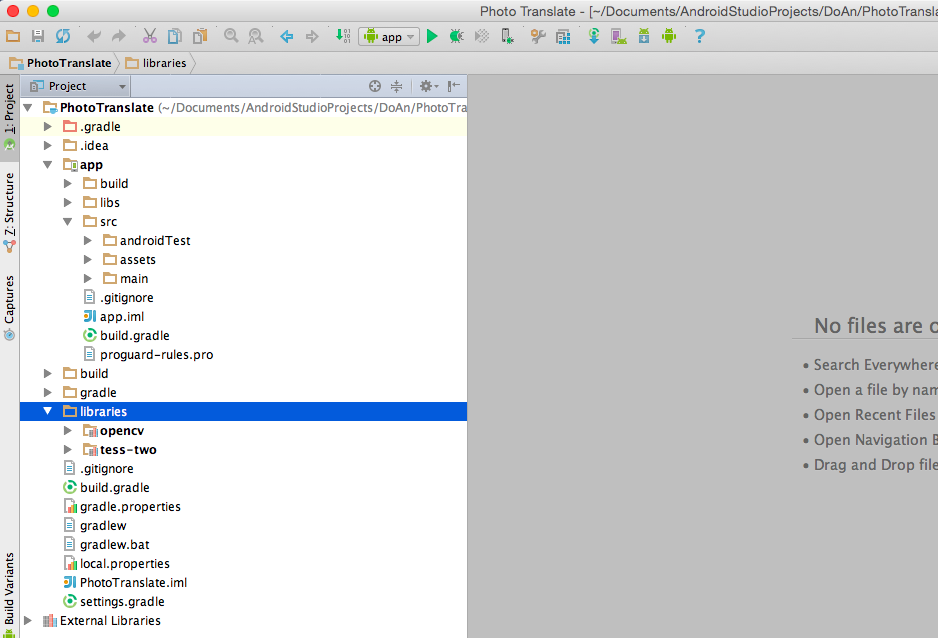 Photo Translate - [~/Documents/AndroidStudioProjects/DoAn/PhotoTransla
app
PhotoTranslate
libraries
1: Project
Z: Structure
Captures
Build Variants
Project
PhotoTranslate (~/Documents/AndroidStudioProjects/DoAn/PhotoTra
.gradle
.idea
app
build
libs
src
androidTest
assets
main
.gitignore
app.iml
build.gradle
proguard-rules.pro
build
gradle
libraries
opencv
tess-two
.gitignore
build.gradle
gradle.properties
gradlew
gradlew.bat
local.properties
PhotoTranslate.iml
settings.gradle
External Libraries
No files are o
• Search Everywhere
• Open a file by nam
• Open Recent Files
• Open Navigation B
• Drag and Drop file